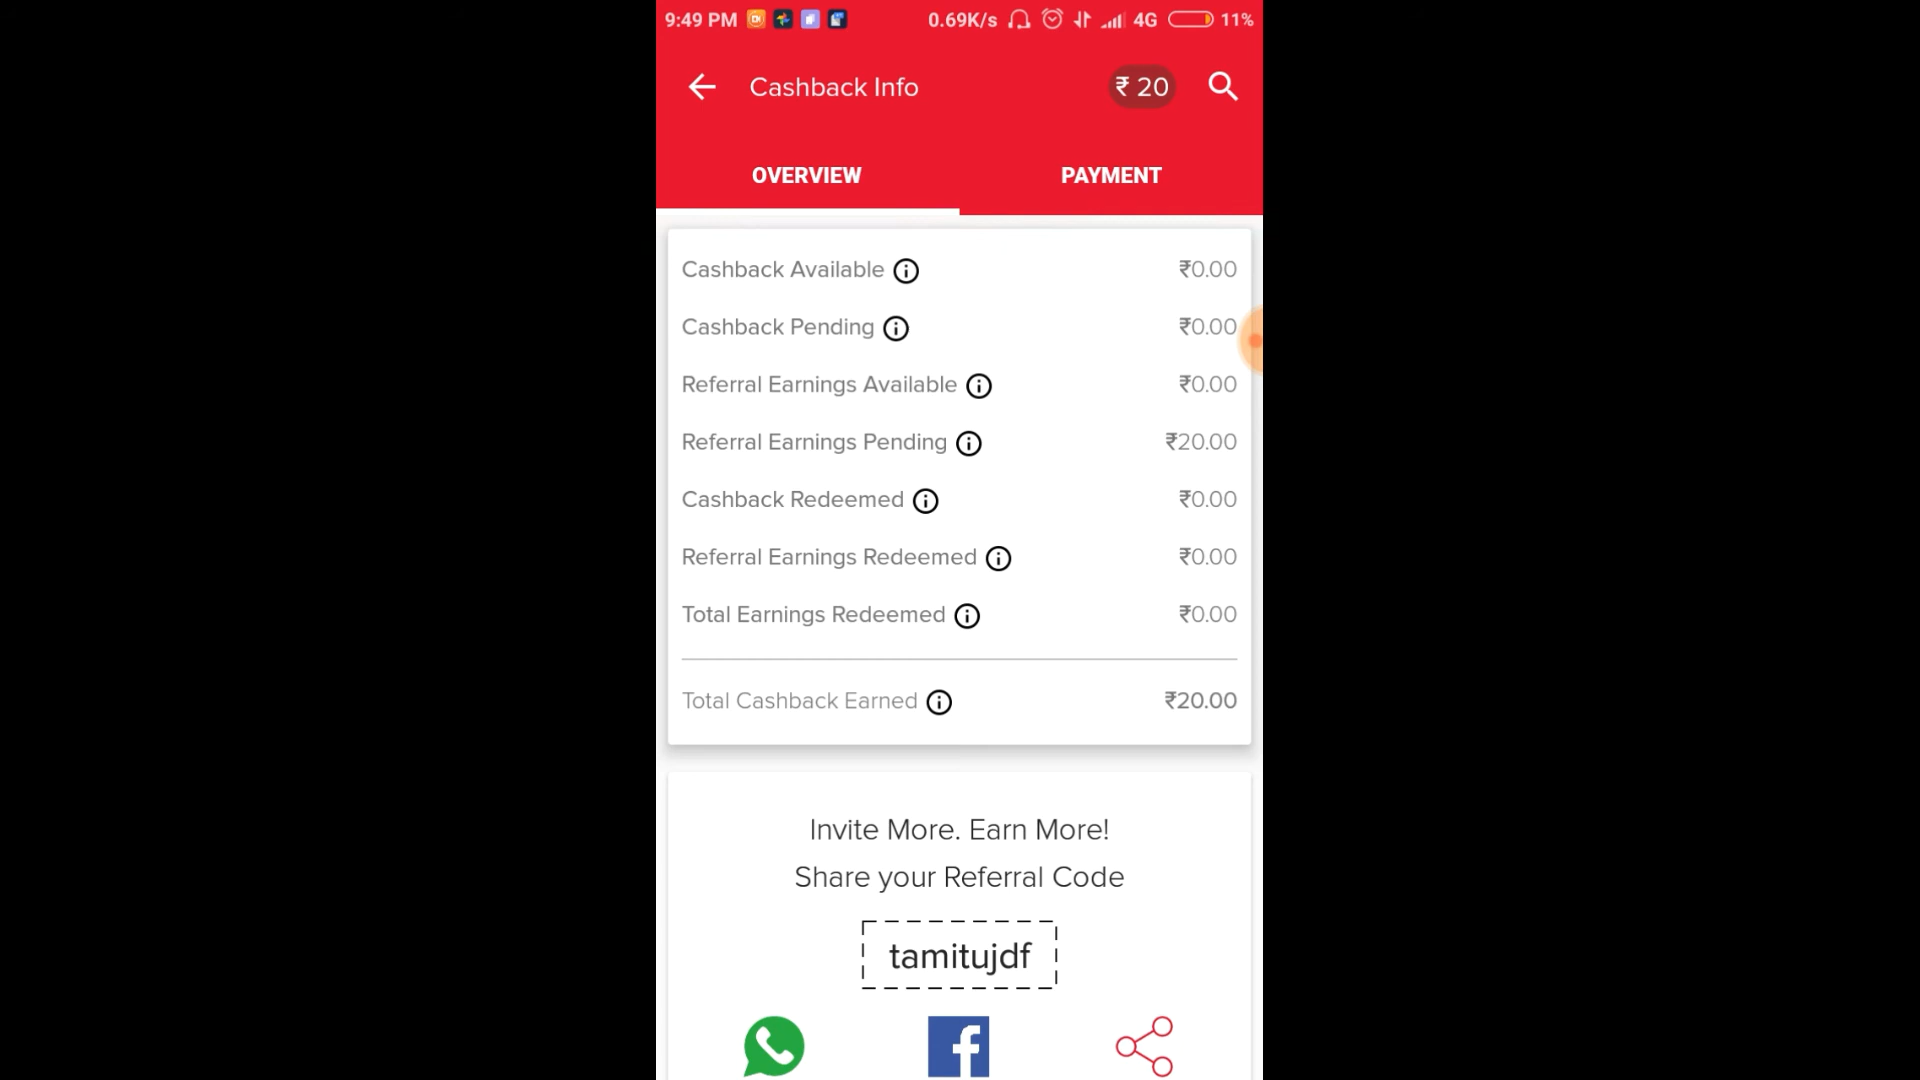 9:49 PM 0.69K/s 4G 11%
Cashback Info ₹ 20
OVERVIEW PAYMENT
Cashback Available ₹0.00
Cashback Pending ₹0.00
Referral Earnings Available ₹0.00
Referral Earnings Pending ₹20.00
Cashback Redeemed ₹0.00
Referral Earnings Redeemed ₹0.00
Total Earnings Redeemed ₹0.00
Total Cashback Earned ₹20.00
Invite More. Earn More!
Share your Referral Code
tamitujdf